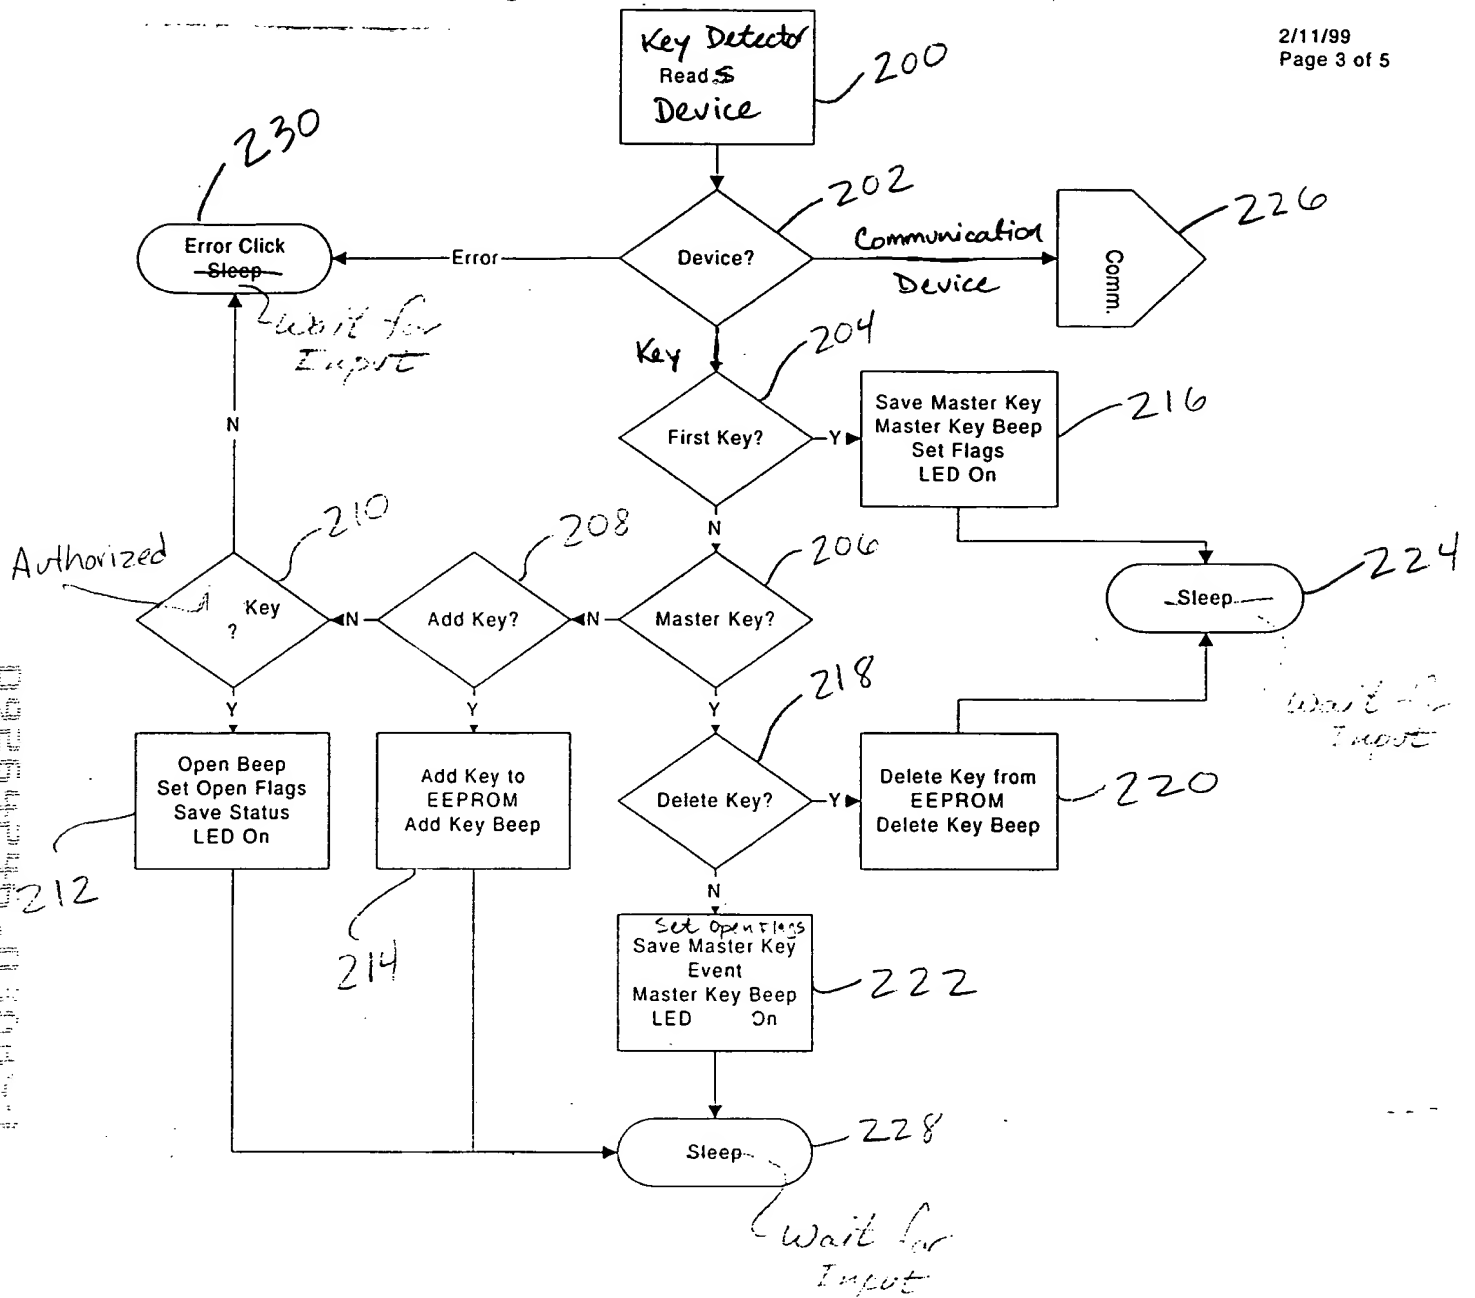 2/11/99
Page 3 of 5
Key Detector
Reads
Device
200
230
Error Click
Sleep
Wait for
Input
Error
Device?
202
Communication
Device
Comm.
226
Key
204
First Key?
Y
Save Master Key
Master Key Beep
Set Flags
LED On
216
N
N
Authorized
210
Key
?
N
208
Add Key?
N
206
Master Key?
Sleep
224
Wait for
Input
Y
Y
Y
218
Open Beep
Set Open Flags
Save Status
LED On
212
Add Key to
EEPROM
Add Key Beep
214
Delete Key?
Y
Delete Key from
EEPROM
Delete Key Beep
220
N
Set Open Flags
Save Master Key
Event
Master Key Beep
LED On
222
Sleep
228
Wait for
Input